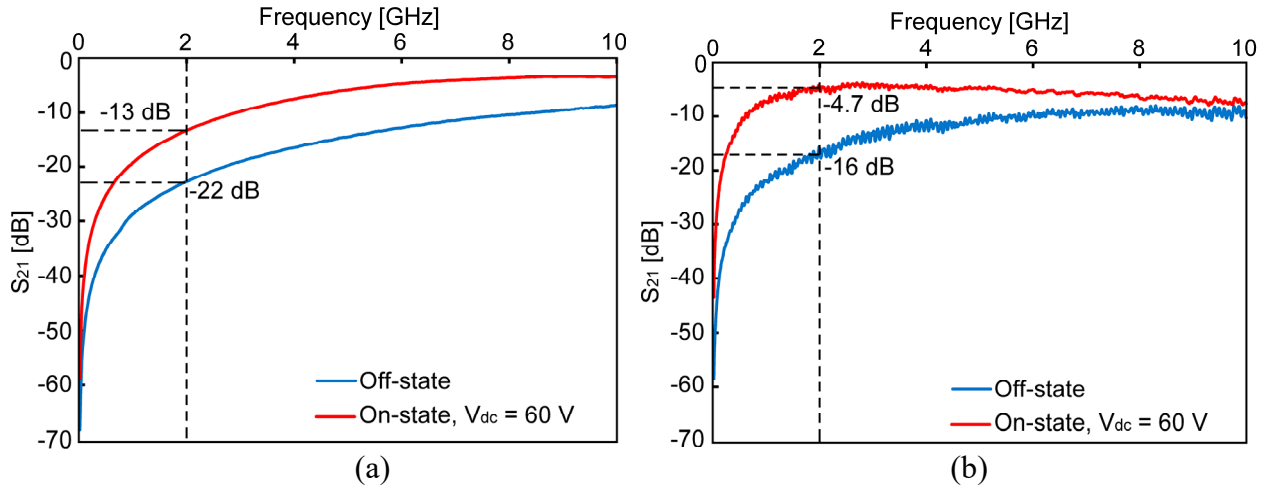 Frequency [GHz]
0 2 4 6 8 10
0
-10
-20
-30
-40
-50
-60
-70
S21 [dB]
-13 dB
-22 dB
Off-state
On-state, Vdc = 60 V
(a)
Frequency [GHz]
0 2 4 6 8 10
0
-10
-20
-30
-40
-50
-60
-70
S21 [dB]
-4.7 dB
-16 dB
Off-state
On-state, Vdc = 60 V
(b)